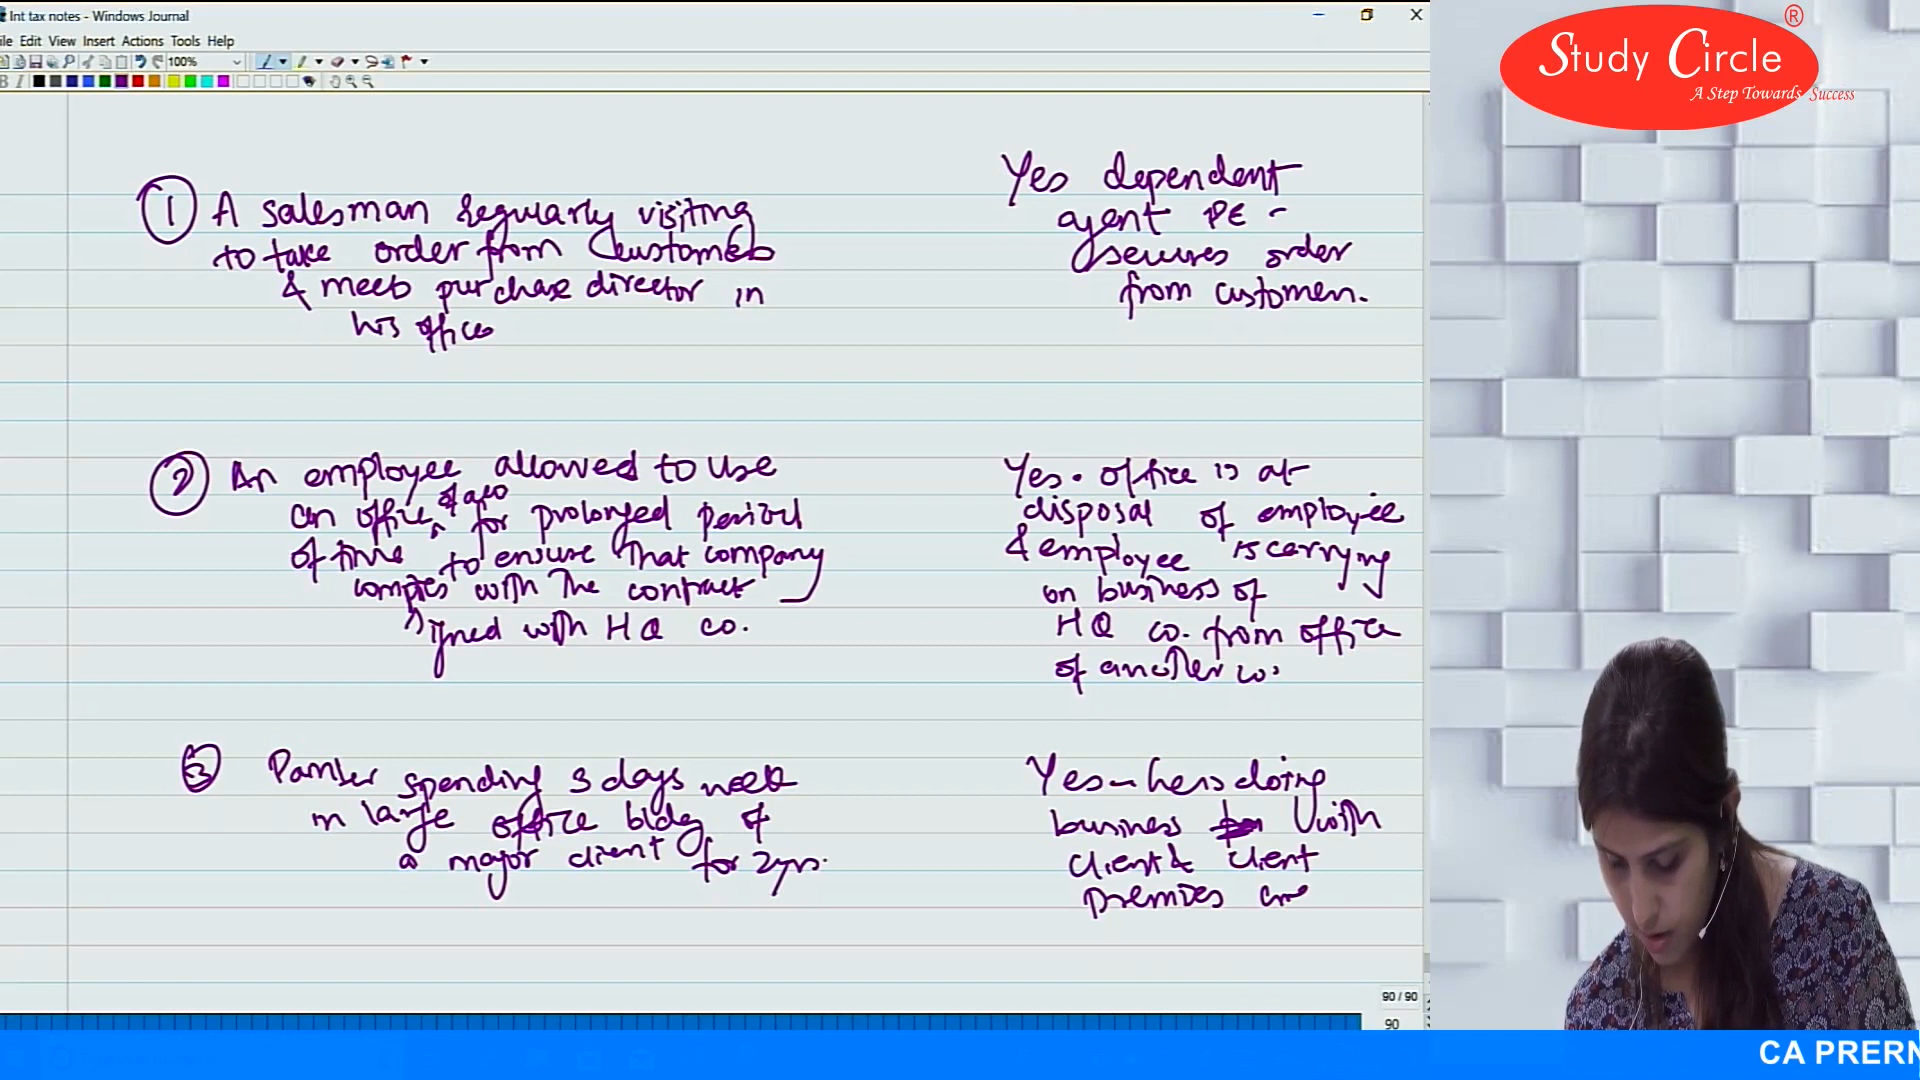 Int tax notes - Windows Journal
ile Edit View Insert Actions Tools Help
100%
B I
Study Circle ®
A Step Towards Success
① A salesman regularly visiting
to take order from customers
& meets purchase director in
his office
Yes dependent
agent PE -
secures order
from customer.
② An employee allowed to use
an office of a co for prolonged period
of time to ensure that company
complies with the contract
signed with HQ co.
Yes. office is at
disposal of employee
& employee is carrying
on business of
HQ co. from office
of another co.
③ Painter spending 3 days week
in large office bldg of
a major client for 2yrs.
Yes - he is doing
business with
client & client
premises are
90 / 90
90
CA PRERN